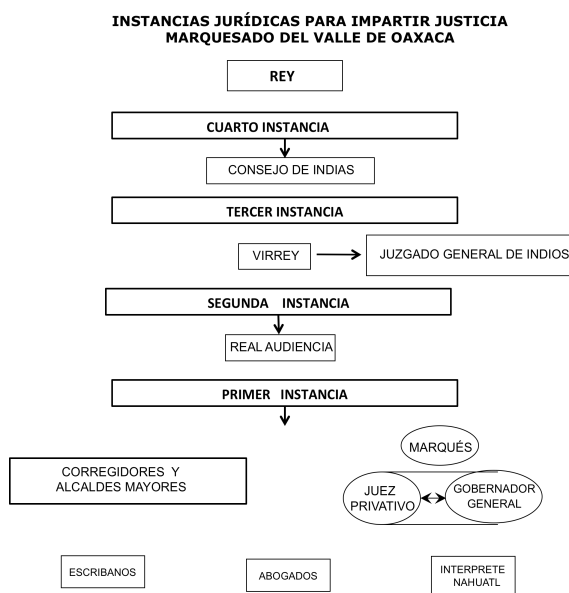 INSTANCIAS JURÍDICAS PARA IMPARTIR JUSTICIA
MARQUESADO DEL VALLE DE OAXACA
REY
CUARTO INSTANCIA
CONSEJO DE INDIAS
TERCER INSTANCIA
VIRREY
JUZGADO GENERAL DE INDIOS
SEGUNDA INSTANCIA
REAL AUDIENCIA
PRIMER INSTANCIA
MARQUÉS
CORREGIDORES Y
ALCALDES MAYORES
JUEZ
PRIVATIVO
GOBERNADOR
GENERAL
ESCRIBANOS
ABOGADOS
INTERPRETE
NAHUATL